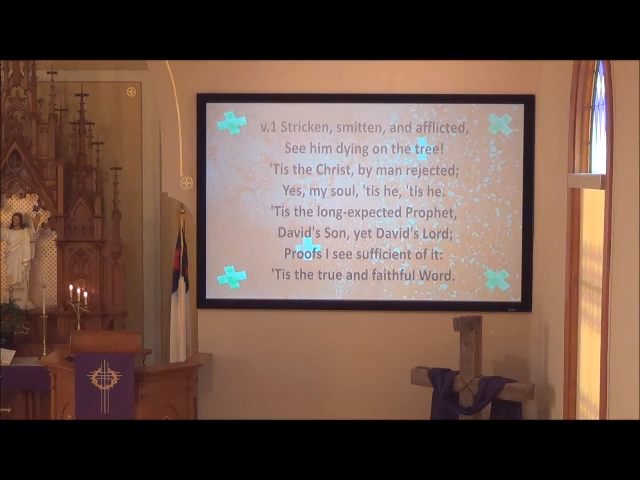 v.1 Stricken, smitten, and afflicted,
See him dying on the tree!
'Tis the Christ, by man rejected;
Yes, my soul, 'tis he, 'tis he.
'Tis the long-expected Prophet,
David's Son, yet David's Lord;
Proofs I see sufficient of it:
'Tis the true and faithful Word.